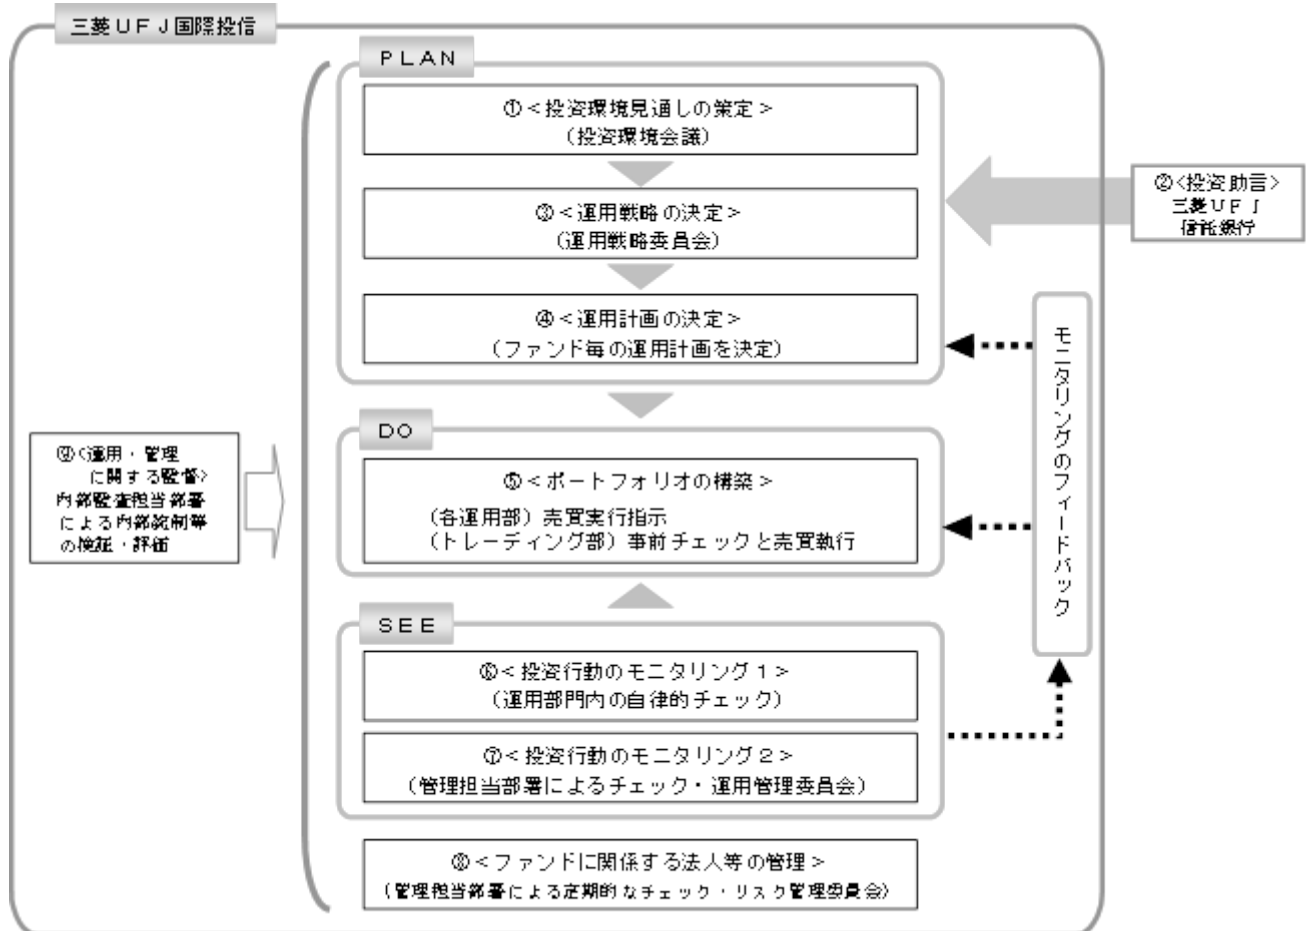 三菱ＵＦＪ国際投信
ＰＬＡＮ
①＜投資環境見通しの策定＞
（投資環境会議）
②<投資助言>
三菱ＵＦＪ
信託銀行
③＜運用戦略の決定＞
（運用戦略委員会）
④＜運用計画の決定＞
（ファンド毎の運用計画を決定）
モニタリングのフィードバック
ＤＯ
⑤＜ポートフォリオの構築＞
（各運用部）売買実行指示
（トレーディング部）事前チェックと売買執行
⑨<運用・管理
に関する監督>
内部監査担当部署
による内部統制等
の検証・評価
ＳＥＥ
⑥＜投資行動のモニタリング１＞
（運用部門内の自律的チェック）
⑦＜投資行動のモニタリング２＞
（管理担当部署によるチェック・運用管理委員会）
⑧＜ファンドに関係する法人等の管理＞
（管理担当部署による定期的なチェック・リスク管理委員会）